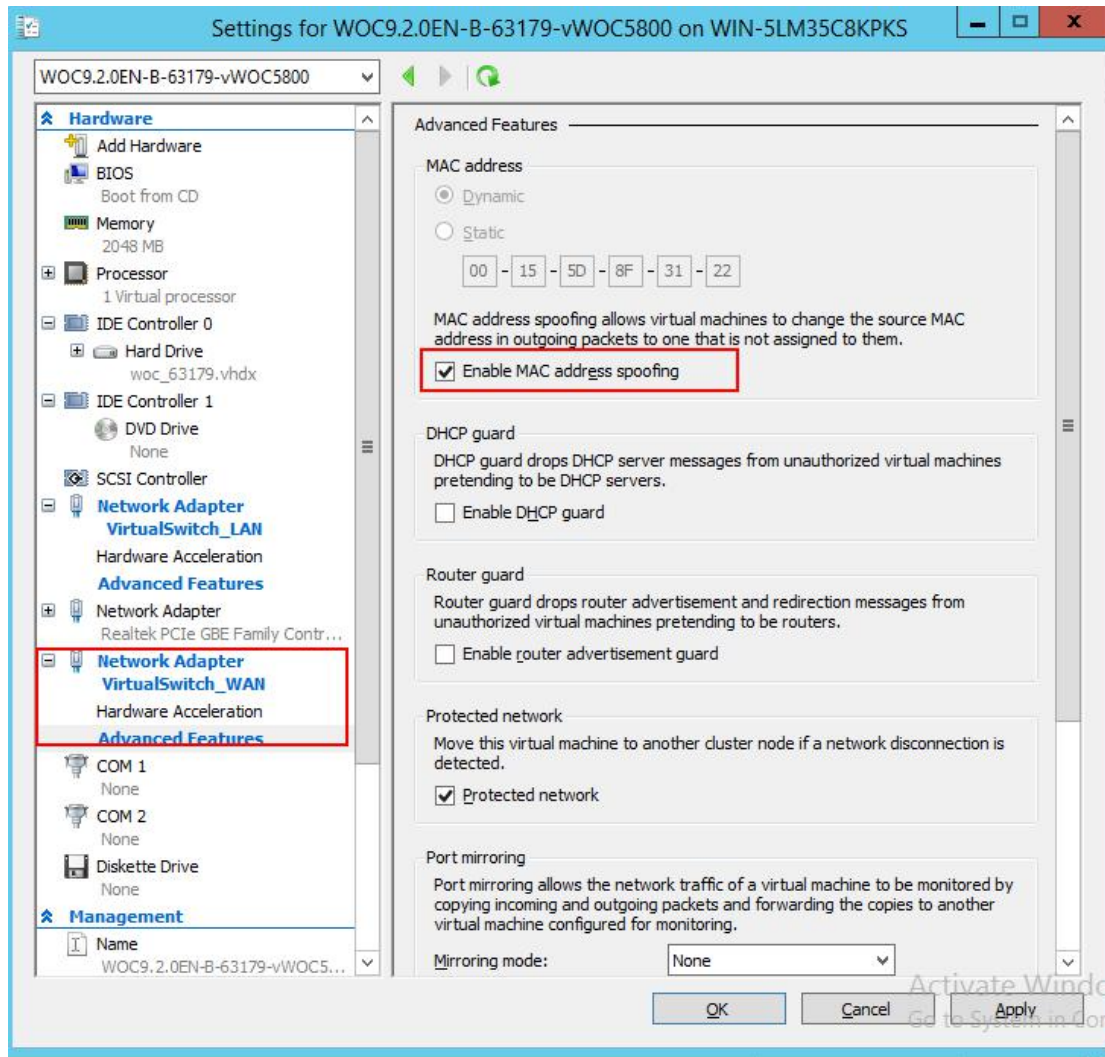 Settings for WOC9.2.0EN-B-63179-vWOC5800 on WIN-5LM35C8KPKS
WOC9.2.0EN-B-63179-vWOC5800
Hardware
Add Hardware
BIOS
Boot from CD
Memory
2048 MB
Processor
1 Virtual processor
IDE Controller 0
Hard Drive
woc_63179.vhdx
IDE Controller 1
DVD Drive
None
SCSI Controller
Network Adapter
VirtualSwitch_LAN
Hardware Acceleration
Advanced Features
Network Adapter
Realtek PCIe GBE Family Contr...
Network Adapter
VirtualSwitch_WAN
Hardware Acceleration
Advanced Features
COM 1
None
COM 2
None
Diskette Drive
None
Management
Name
WOC9.2.0EN-B-63179-vWOC5...
Advanced Features
MAC address
Dynamic
Static
00 - 15 - 5D - 8F - 31 - 22
MAC address spoofing allows virtual machines to change the source MAC
address in outgoing packets to one that is not assigned to them.
Enable MAC address spoofing
DHCP guard
DHCP guard drops DHCP server messages from unauthorized virtual machines
pretending to be DHCP servers.
Enable DHCP guard
Router guard
Router guard drops router advertisement and redirection messages from
unauthorized virtual machines pretending to be routers.
Enable router advertisement guard
Protected network
Move this virtual machine to another cluster node if a network disconnection is
detected.
Protected network
Port mirroring
Port mirroring allows the network traffic of a virtual machine to be monitored by
copying incoming and outgoing packets and forwarding the copies to another
virtual machine configured for monitoring.
Mirroring mode: None
Activate Windo
OK Cancel Apply
Go to System in Con